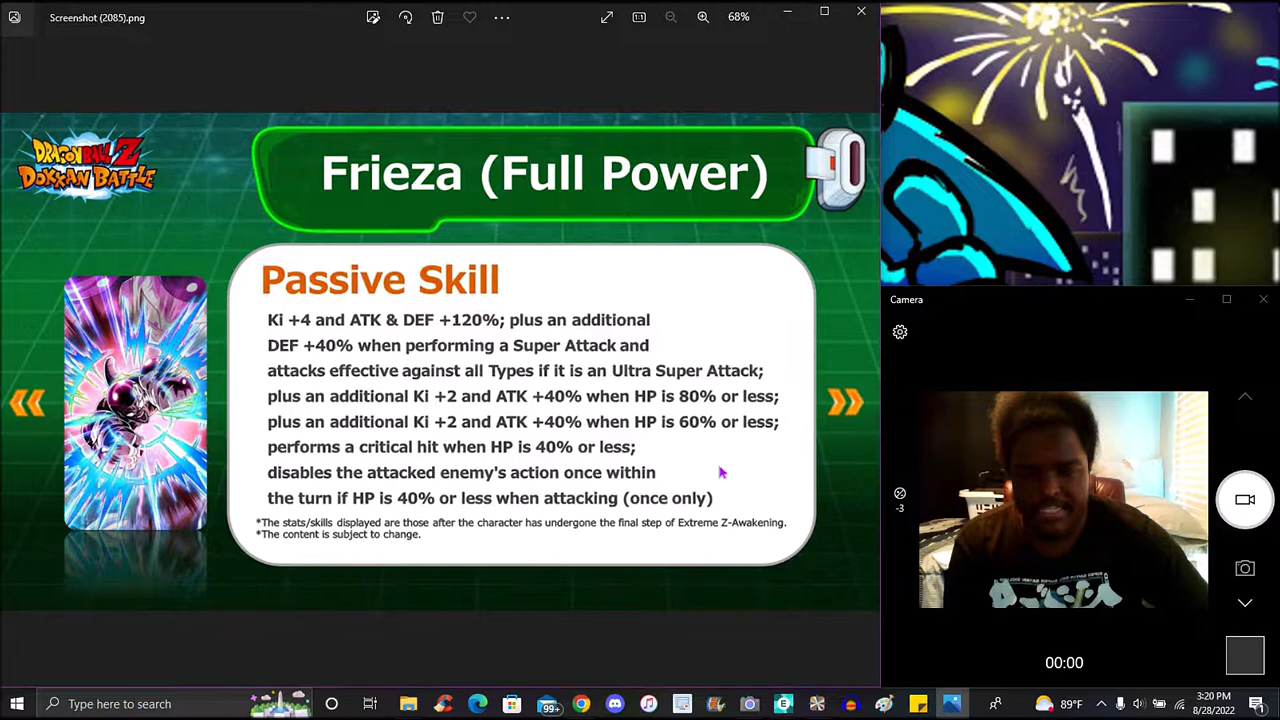 Screenshot (2085).png
68%
DRAGONBALL Z
DOKKAN BATTLE
Frieza (Full Power)
Passive Skill
Ki +4 and ATK & DEF +120%; plus an additional
DEF +40% when performing a Super Attack and
attacks effective against all Types if it is an Ultra Super Attack;
plus an additional Ki +2 and ATK +40% when HP is 80% or less;
plus an additional Ki +2 and ATK +40% when HP is 60% or less;
performs a critical hit when HP is 40% or less;
disables the attacked enemy's action once within
the turn if HP is 40% or less when attacking (once only)
*The stats/skills displayed are those after the character has undergone the final step of Extreme Z-Awakening.
*The content is subject to change.
Camera
-3
00:00
Type here to search
99+
89°F
3:20 PM
8/28/2022